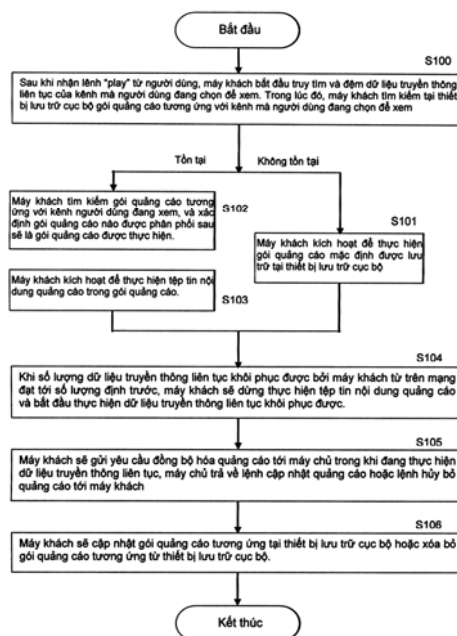 Bắt đầu
S100
Sau khi nhận lệnh "play" từ người dùng, máy khách bắt đầu truy tìm và đệm dữ liệu truyền thông
liên tục của kênh mà người dùng đang chọn để xem. Trong lúc đó, máy khách tìm kiếm tại thiết
bị lưu trữ cục bộ gói quảng cáo tương ứng với kênh mà người dùng đang chọn để xem
Tồn tại
Không tồn tại
Máy khách tìm kiếm gói quảng cáo tương
ứng với kênh người dùng đang xem, và xác
định gói quảng cáo nào được phân phối sau
sẽ là gói quảng cáo được thực hiện.
S102
S101
Máy khách kích hoạt để thực hiện
gói quảng cáo mặc định được lưu
trữ tại thiết bị lưu trữ cục bộ
Máy khách kích hoạt để thực hiện tệp tin nội
dung quảng cáo trong gói quảng cáo.
S103
S104
Khi số lượng dữ liệu truyền thông liên tục khôi phục được bởi máy khách từ trên mạng
đạt tới số lượng định trước, máy khách sẽ dừng thực hiện tệp tin nội dung quảng cáo
và bắt đầu thực hiện dữ liệu truyền thông liên tục khôi phục được.
S105
Máy khách sẽ gửi yêu cầu đồng bộ hóa quảng cáo tới máy chủ trong khi đang thực hiện
dữ liệu truyền thông liên tục, máy chủ trả về lệnh cập nhật quảng cáo hoặc lệnh hủy bỏ
quảng cáo tới máy khách
S106
Máy khách sẽ cập nhật gói quảng cáo tương ứng tại thiết bị lưu trữ cục bộ hoặc xóa bỏ
gói quảng cáo tương ứng từ thiết bị lưu trữ cục bộ.
Kết thúc